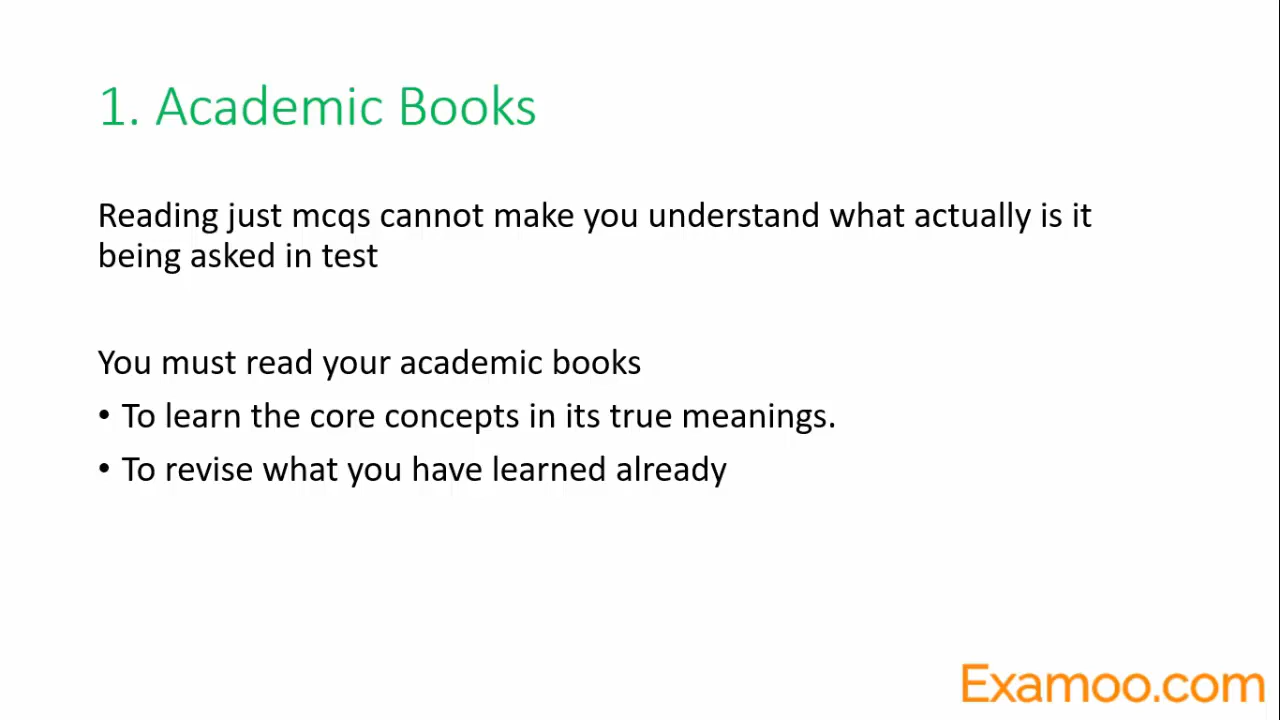 1. Academic Books
Reading just mcqs cannot make you understand what actually is it
being asked in test
You must read your academic books
• To learn the core concepts in its true meanings.
• To revise what you have learned already
Examoo.com